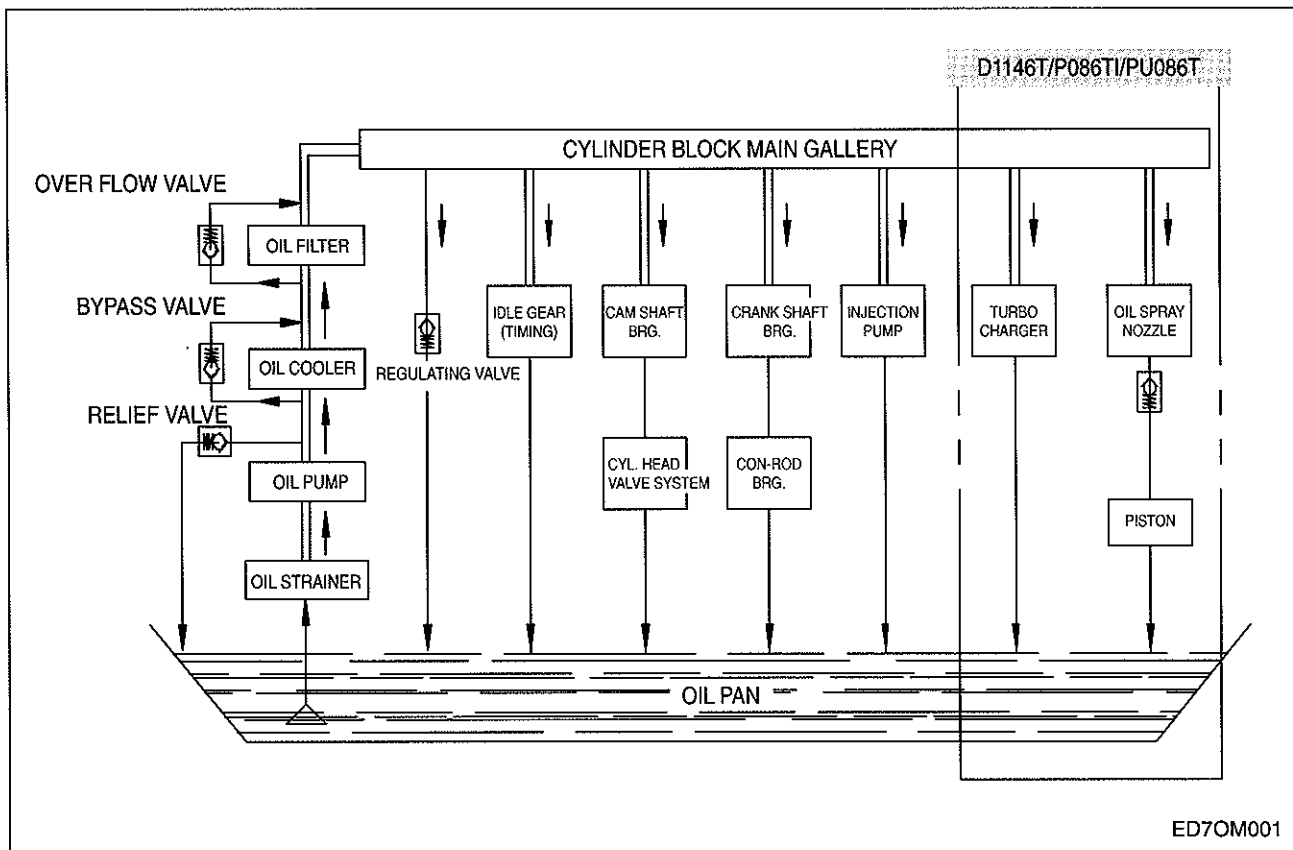 D1146T/P086TI/PU086T
CYLINDER BLOCK MAIN GALLERY
OVER FLOW VALVE
OIL FILTER
BYPASS VALVE
OIL COOLER
RELIEF VALVE
OIL PUMP
OIL STRAINER
REGULATING VALVE
IDLE GEAR
(TIMING)
CAM SHAFT
BRG.
CYL. HEAD
VALVE SYSTEM
CRANK SHAFT
BRG.
CON-ROD
BRG.
INJECTION
PUMP
TURBO
CHARGER
OIL SPRAY
NOZZLE
PISTON
OIL PAN
ED7OM001